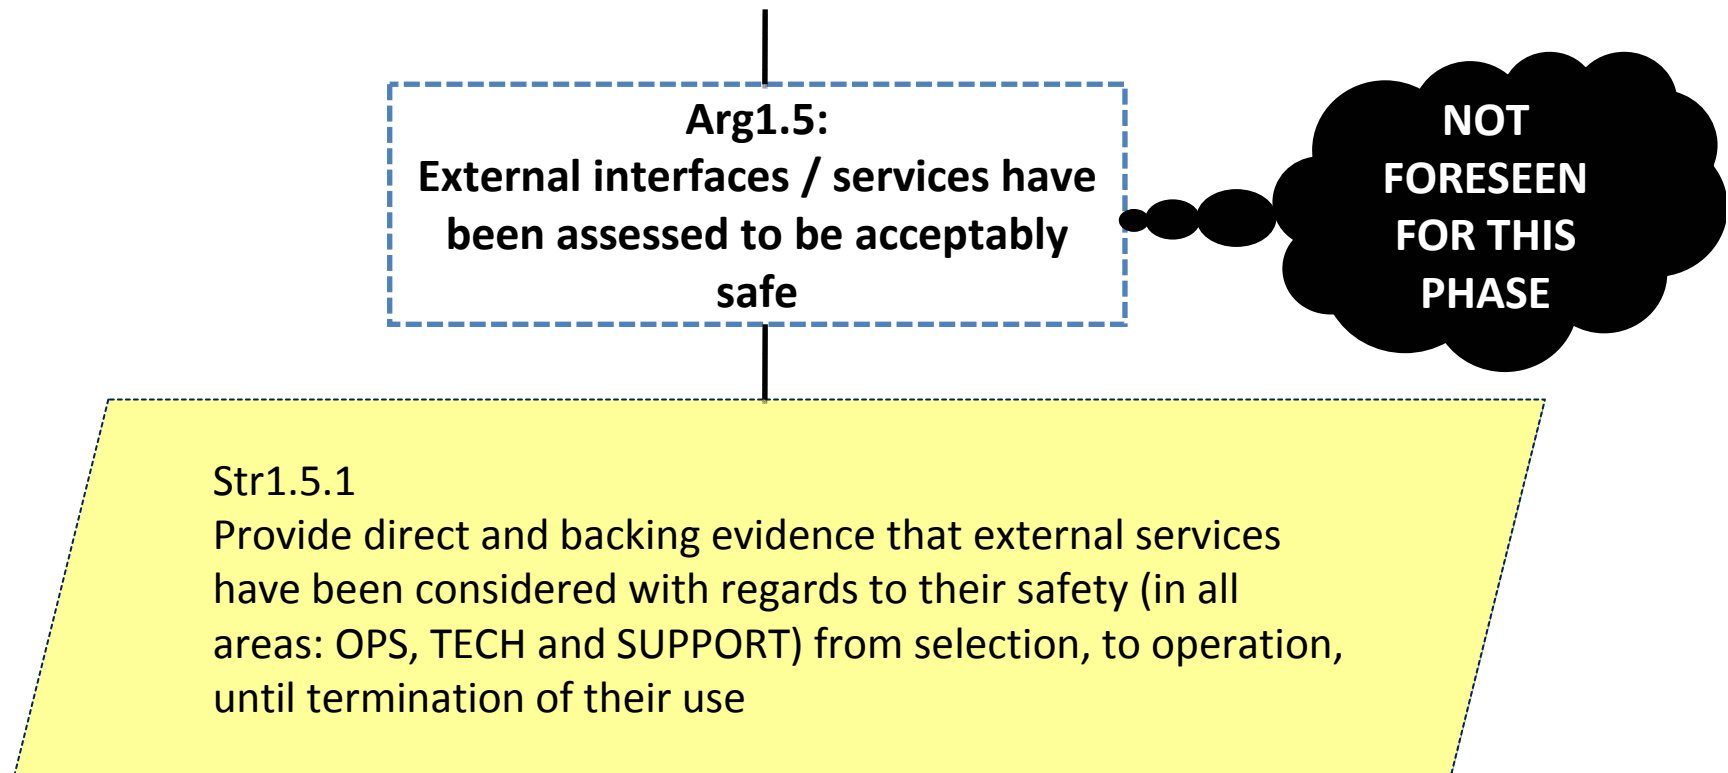 Arg1.5:
External interfaces / services have
been assessed to be acceptably
safe
NOT
FORESEEN
FOR THIS
PHASE
Str1.5.1
Provide direct and backing evidence that external services
have been considered with regards to their safety (in all
areas: OPS, TECH and SUPPORT) from selection, to operation,
until termination of their use